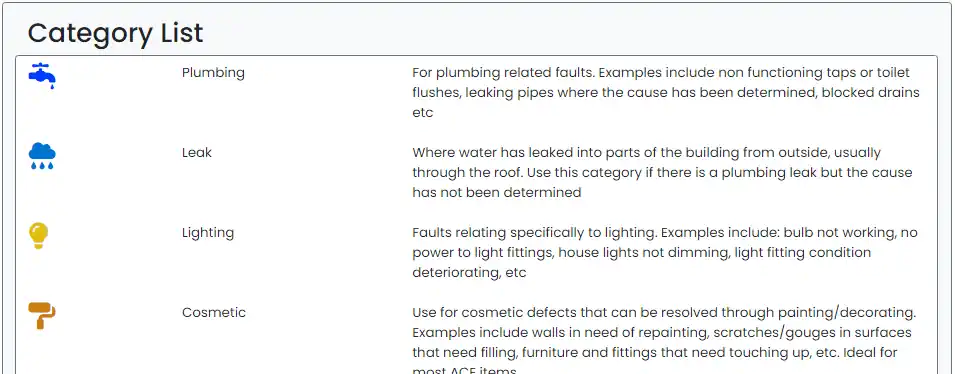 Category List
Plumbing
For plumbing related faults. Examples include non functioning taps or toilet
flushes, leaking pipes where the cause has been determined, blocked drains
etc
Leak
Where water has leaked into parts of the building from outside, usually
through the roof. Use this category if there is a plumbing leak but the cause
has not been determined
Lighting
Faults relating specifically to lighting. Examples include: bulb not working, no
power to light fittings, house lights not dimming, light fitting condition
deteriorating, etc
Cosmetic
Use for cosmetic defects that can be resolved through painting/decorating.
Examples include walls in need of repainting, scratches/gouges in surfaces
that need filling, furniture and fittings that need touching up, etc. Ideal for
most ACE items